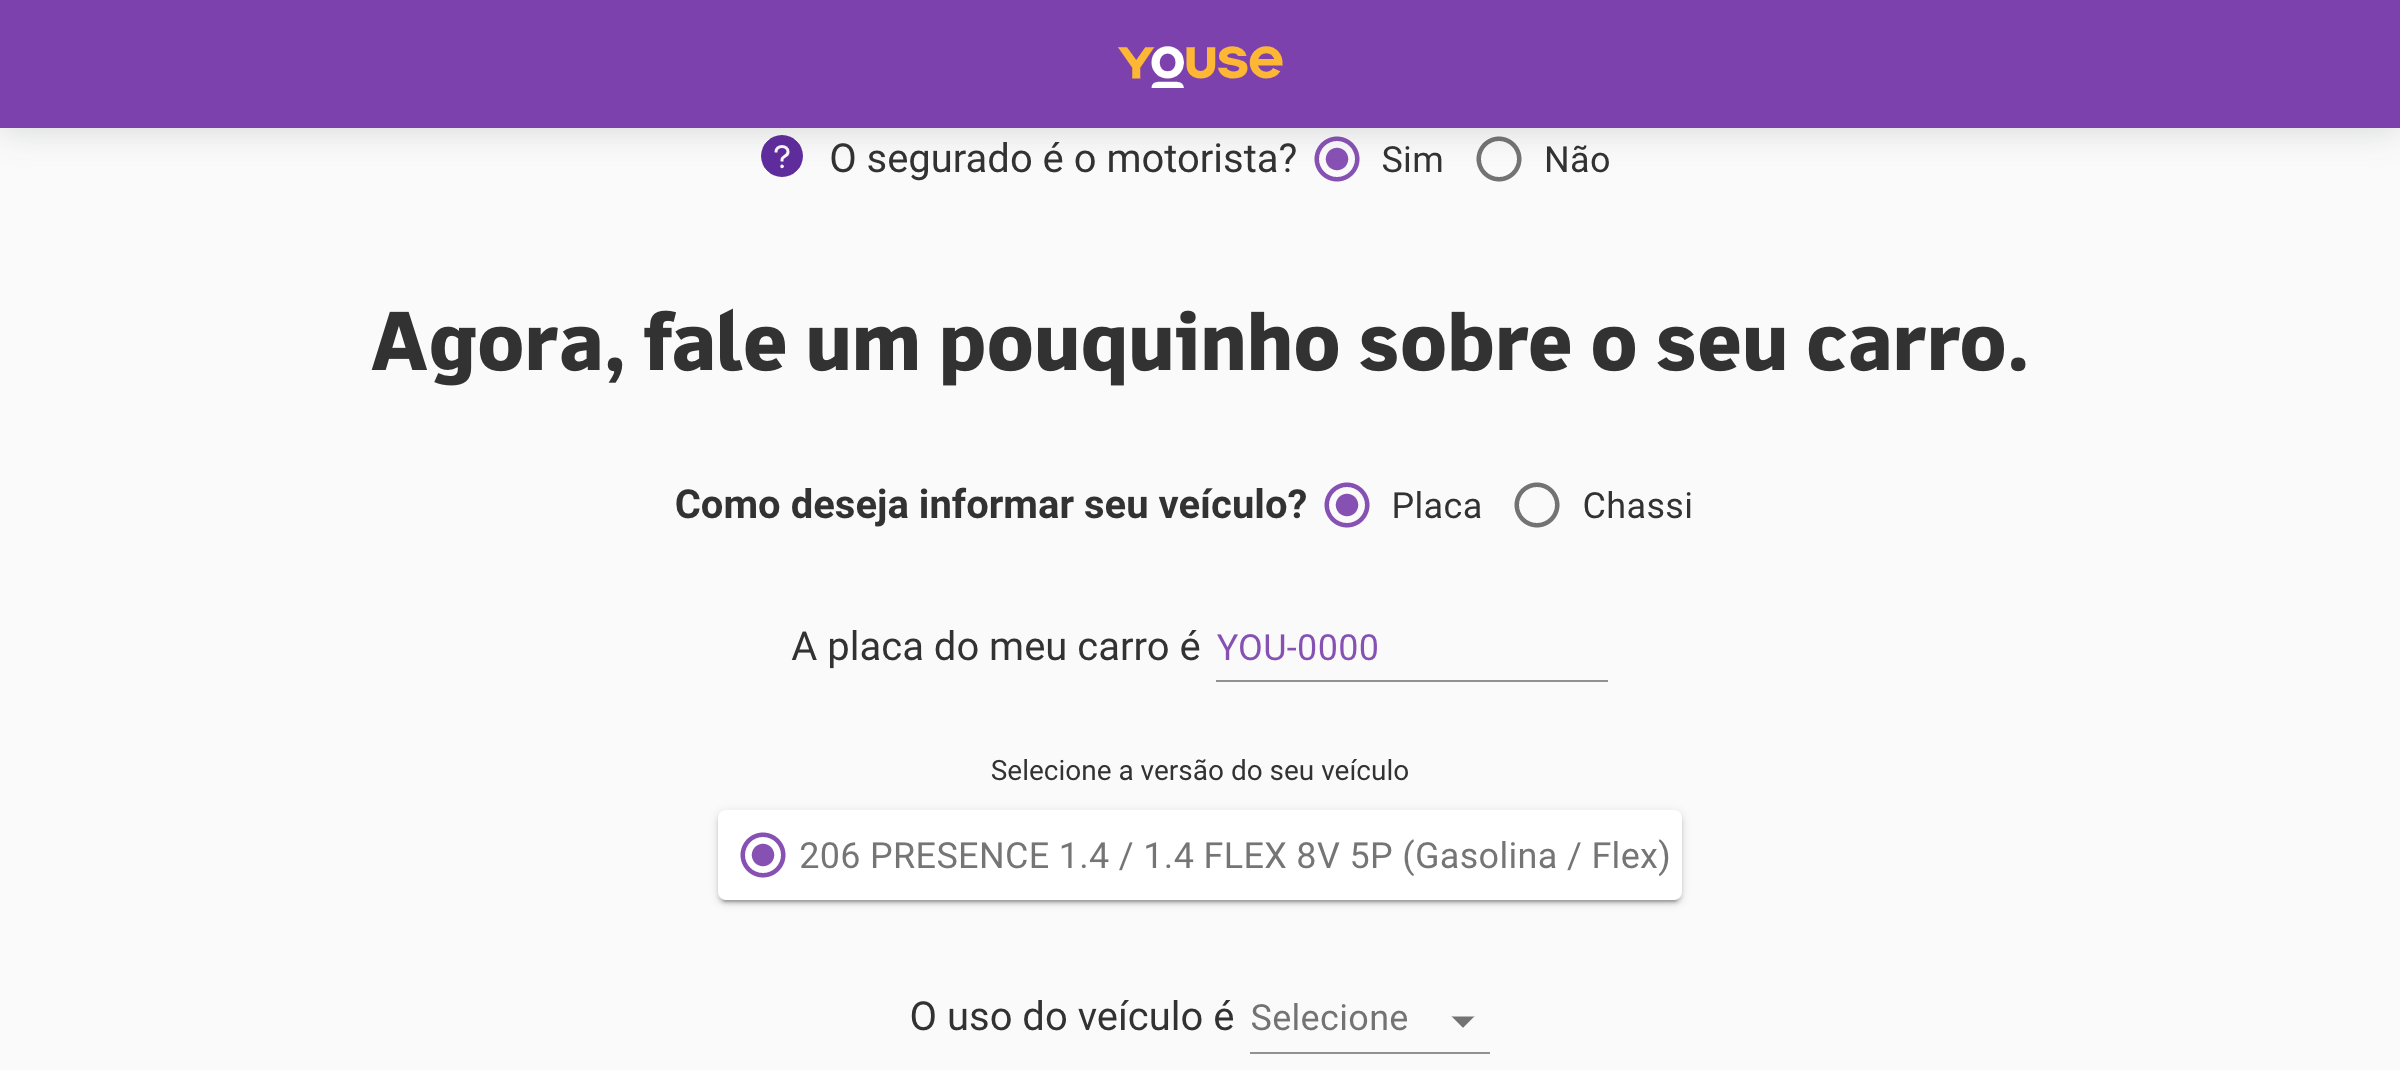 youse
? O segurado é o motorista? Sim Não
Agora, fale um pouquinho sobre o seu carro.
Como deseja informar seu veículo? Placa Chassi
A placa do meu carro é YOU-0000
Selecione a versão do seu veículo
206 PRESENCE 1.4 / 1.4 FLEX 8V 5P (Gasolina / Flex)
O uso do veículo é Selecione